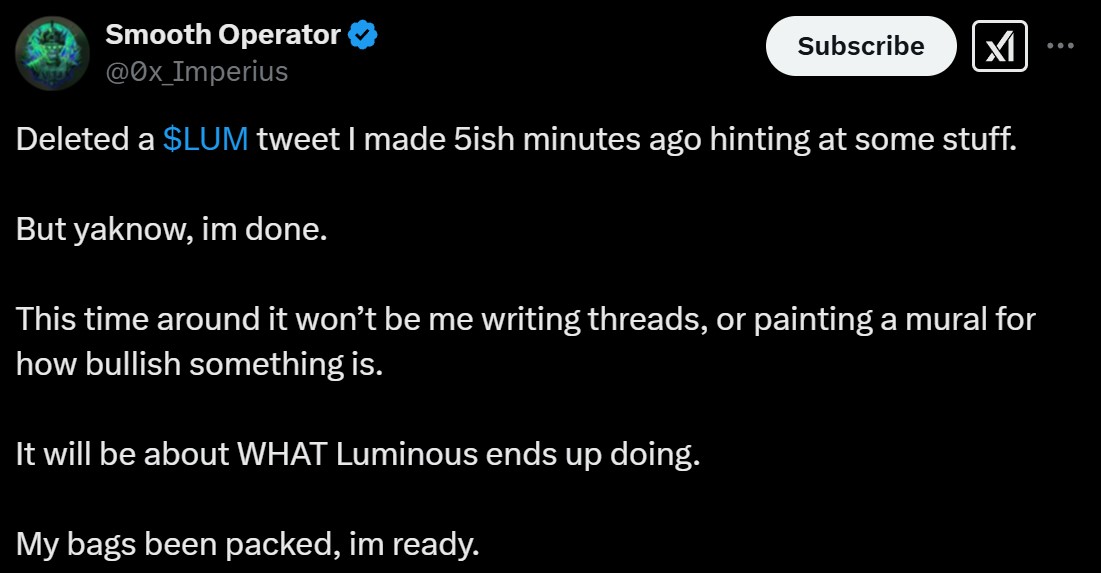 Smooth Operator
@0x_Imperius
Subscribe
Deleted a $LUM tweet I made 5ish minutes ago hinting at some stuff.
But yaknow, im done.
This time around it won’t be me writing threads, or painting a mural for
how bullish something is.
It will be about WHAT Luminous ends up doing.
My bags been packed, im ready.